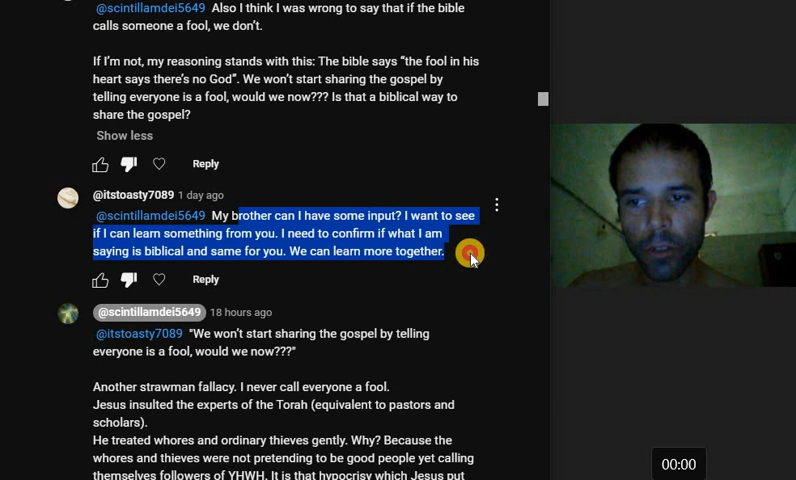 @scintillamdei5649 Also I think I was wrong to say that if the bible
calls someone a fool, we don't.
If I'm not, my reasoning stands with this: The bible says “the fool in his
heart says there's no God”. We won't start sharing the gospel by
telling everyone is a fool, would we now??? Is that a biblical way to
share the gospel?
Show less
Reply
@itstoasty7089 1 day ago
@scintillamdei5649 My brother can I have some input? I want to see
if I can learn something from you. I need to confirm if what I am
saying is biblical and same for you. We can learn more together.
Reply
@scintillamdei5649 18 hours ago
@itstoasty7089 "We won't start sharing the gospel by telling
everyone is a fool, would we now???"
Another strawman fallacy. I never call everyone a fool.
Jesus insulted the experts of the Torah (equivalent to pastors and
scholars).
He treated whores and ordinary thieves gently. Why? Because the
whores and thieves were not pretending to be good people yet calling
themselves followers of YHWH. It is that hypocrisy which Jesus put
00:00